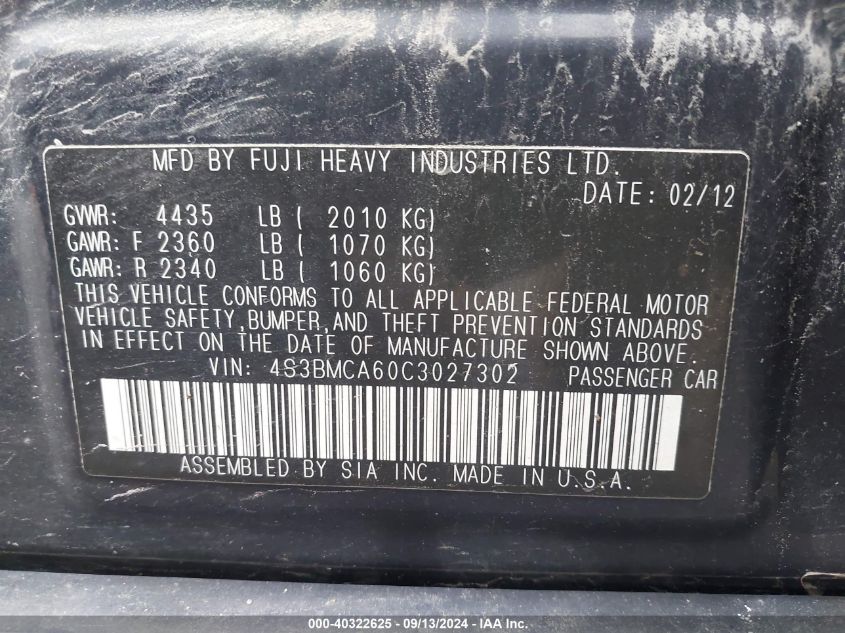 MFD BY FUJI HEAVY INDUSTRIES LTD.
DATE: 02/12
GVWR: 4435 LB ( 2010 KG)
GAWR: F 2360 LB ( 1070 KG)
GAWR: R 2340 LB ( 1060 KG)
THIS VEHICLE CONFORMS TO ALL APPLICABLE FEDERAL MOTOR
VEHICLE SAFETY, BUMPER, AND THEFT PREVENTION STANDARDS
IN EFFECT ON THE DATE OF MANUFACTURE SHOWN ABOVE.
VIN: 4S3BMCA60C3027302 PASSENGER CAR
ASSEMBLED BY SIA INC. MADE IN U.S.A.
000-40322625 - 09/13/2024 - IAA Inc.